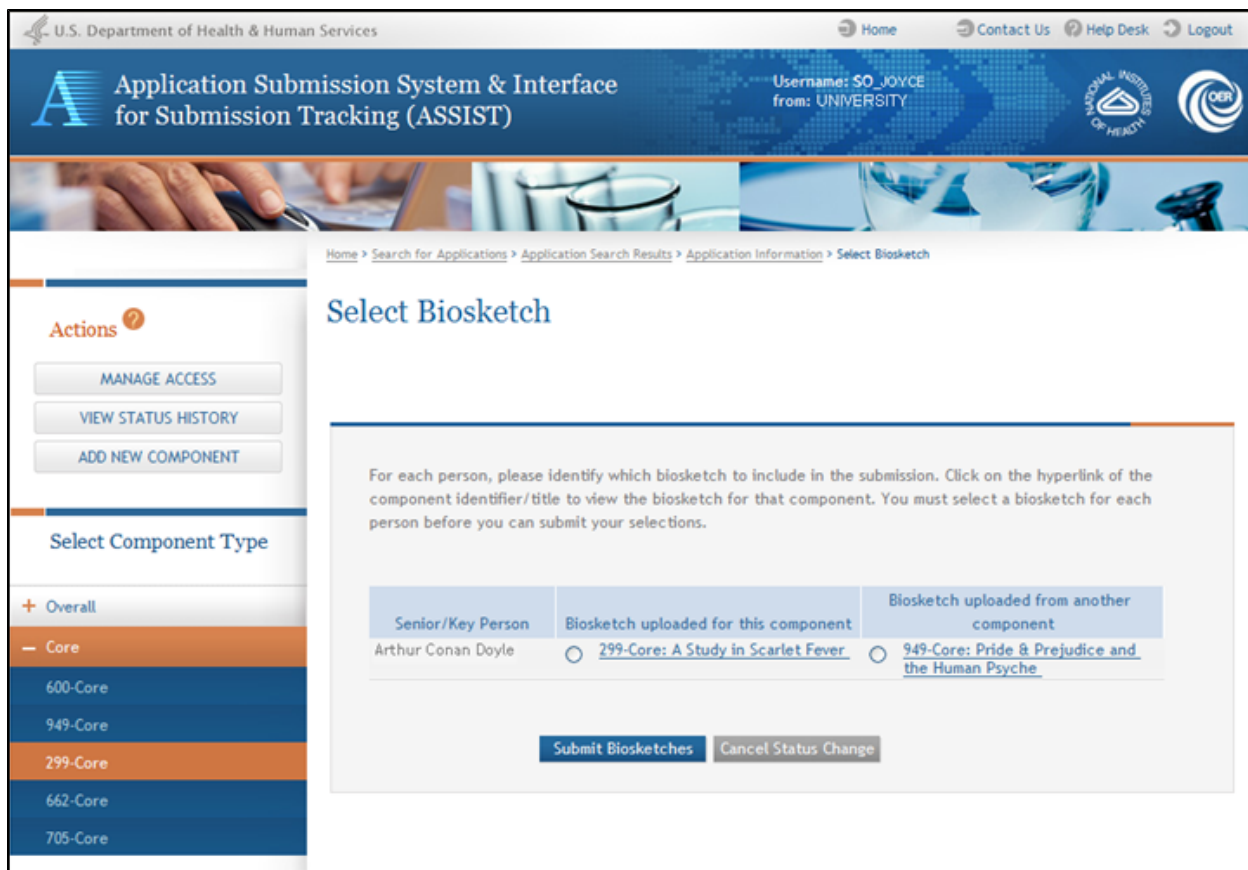 U.S. Department of Health & Human Services
Home
Contact Us
Help Desk
Logout
A
Application Submission System & Interface
for Submission Tracking (ASSIST)
Username: SO_JOYCE
from: UNIVERSITY
NATIONAL INSTITUTES
OF HEALTH
OER
Home > Search for Applications > Application Search Results > Application Information > Select Biosketch
Actions ?
MANAGE ACCESS
VIEW STATUS HISTORY
ADD NEW COMPONENT
Select Component Type
+ Overall
– Core
600-Core
949-Core
299-Core
662-Core
705-Core
Select Biosketch
For each person, please identify which biosketch to include in the submission. Click on the hyperlink of the
component identifier/title to view the biosketch for that component. You must select a biosketch for each
person before you can submit your selections.
Senior/Key Person
Biosketch uploaded for this component
Biosketch uploaded from another
component
Arthur Conan Doyle
299-Core: A Study in Scarlet Fever
949-Core: Pride & Prejudice and
the Human Psyche
Submit Biosketches
Cancel Status Change